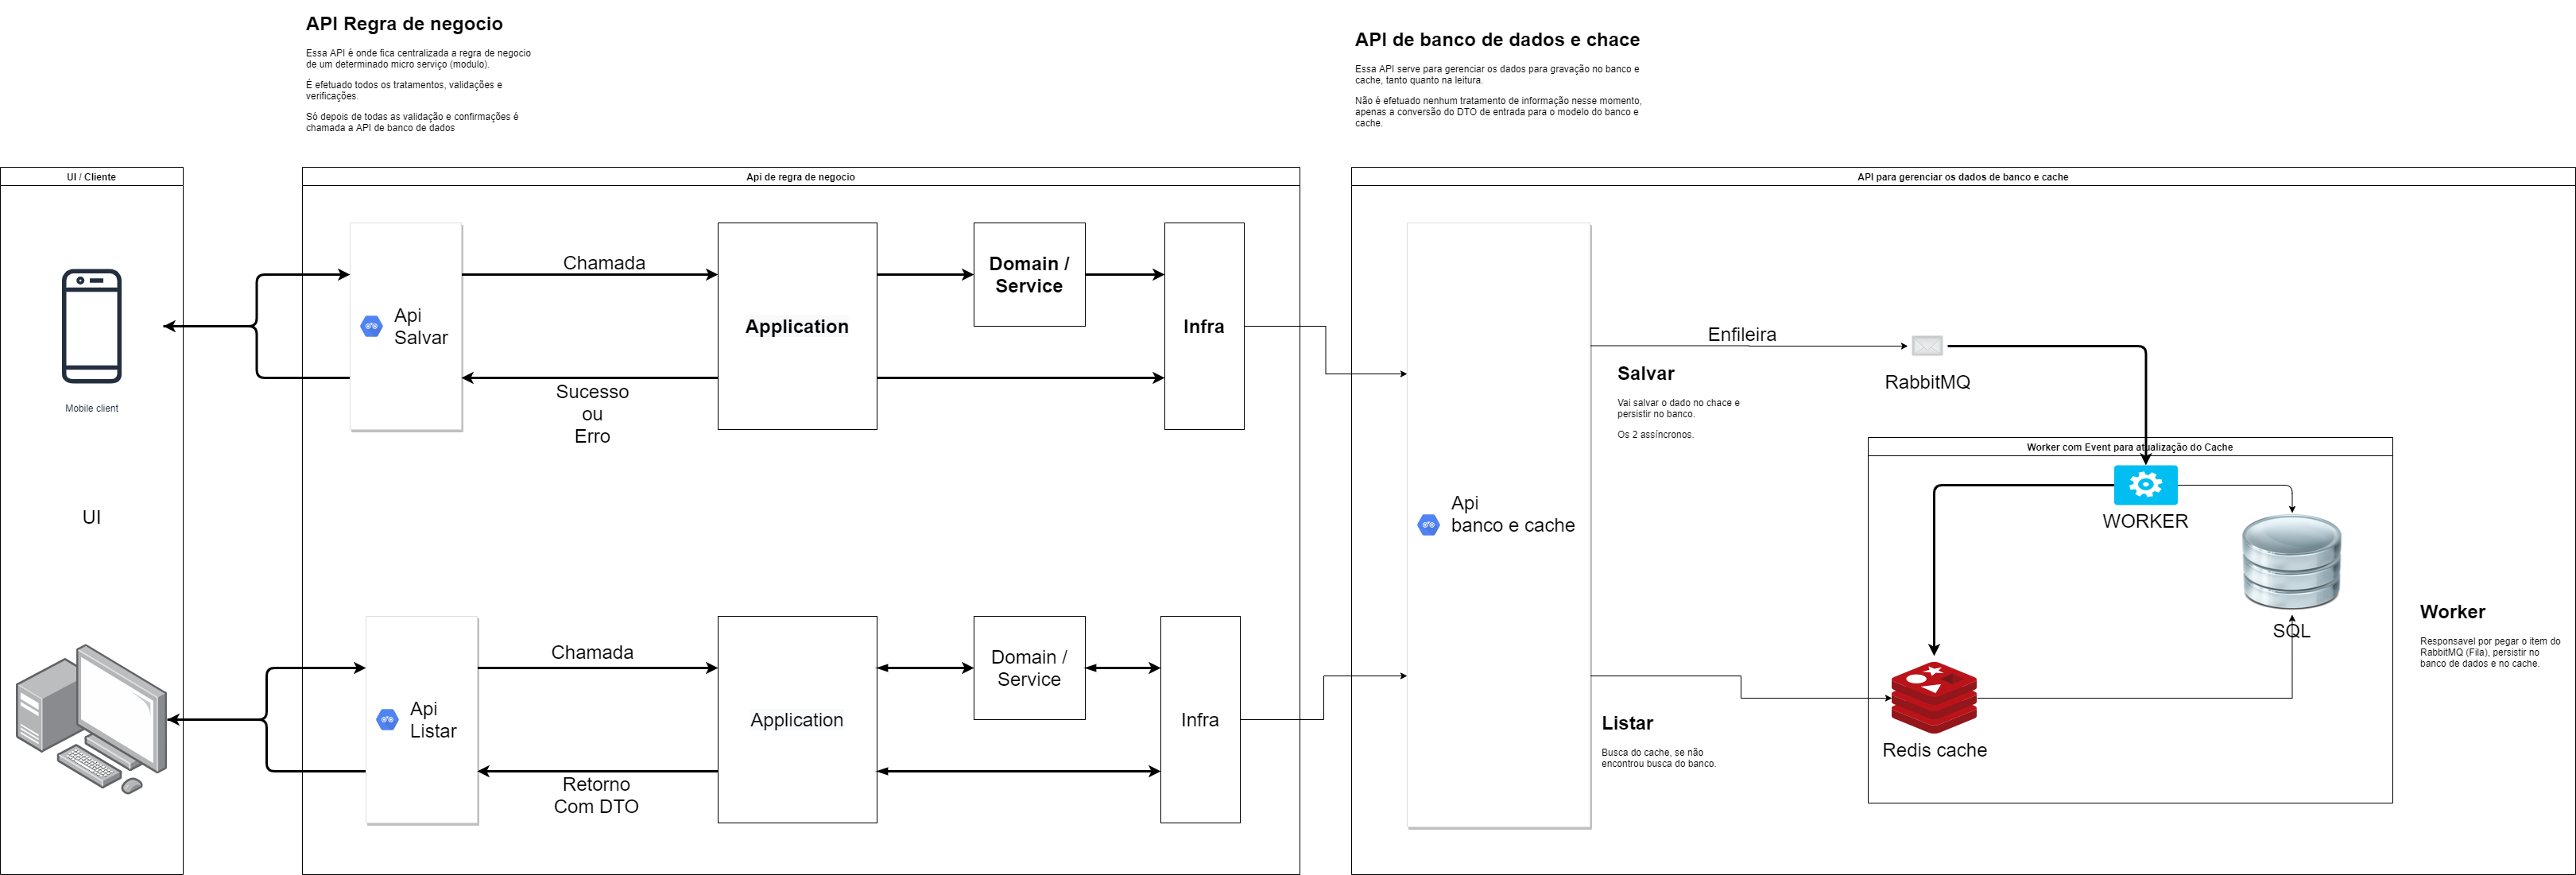 API Regra de negocio
Essa API é onde fica centralizada a regra de negocio
de um determinado micro serviço (modulo).
É efetuado todos os tratamentos, validações e
verificações.
Só depois de todas as validação e confirmações é
chamada a API de banco de dados
API de banco de dados e chace
Essa API serve para gerenciar os dados para gravação no banco e
cache, tanto quanto na leitura.
Não é efetuado nenhum tratamento de informação nesse momento,
apenas a conversão do DTO de entrada para o modelo do banco e
cache.
UI / Cliente
Mobile client
UI
Api de regra de negocio
Api
Salvar
Chamada
Sucesso
ou
Erro
Application
Domain /
Service
Infra
Api
Listar
Chamada
Retorno
Com DTO
Application
Domain /
Service
Infra
API para gerenciar os dados de banco e cache
Api
banco e cache
Enfileira
RabbitMQ
Salvar
Vai salvar o dado no chace e
persistir no banco.
Os 2 assíncronos.
Worker com Event para atualização do Cache
WORKER
SQL
Redis cache
Listar
Busca do cache, se não
encontrou busca do banco.
Worker
Responsavel por pegar o item do
RabbitMQ (Fila), persistir no
banco de dados e no cache.